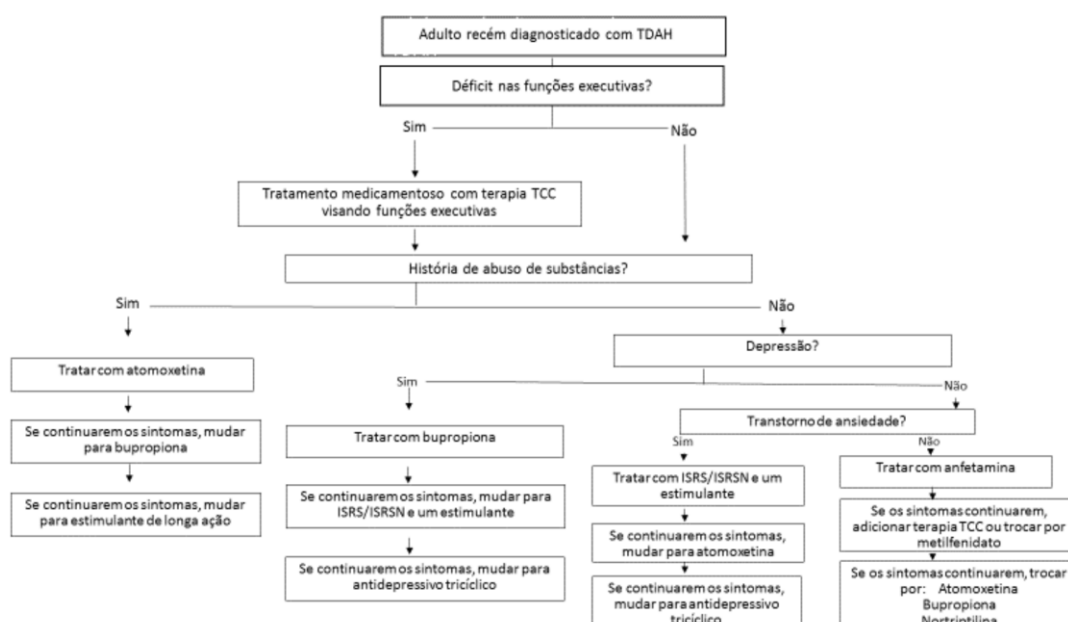 Adulto recém diagnosticado com TDAH
Déficit nas funções executivas?
Sim
Não
Tratamento medicamentoso com terapia TCC
visando funções executivas
História de abuso de substâncias?
Sim
Não
Depressão?
Tratar com atomoxetina
Sim
Não
Transtorno de ansiedade?
Se continuarem os sintomas, mudar
para bupropiona
Tratar com bupropiona
Sim
Não
Tratar com ISRS/ISRSN e um
estimulante
Tratar com anfetamina
Se continuarem os sintomas, mudar
para estimulante de longa ação
Se continuarem os sintomas, mudar para
ISRS/ISRSN e um estimulante
Se os sintomas continuarem,
adicionar terapia TCC ou trocar por
metilfenidato
Se continuarem os sintomas,
mudar para atomoxetina
Se continuarem os sintomas, mudar para
antidepressivo tricíclico
Se continuarem os sintomas,
mudar para antidepressivo
tricíclico
Se os sintomas continuarem, trocar
por: Atomoxetina
Bupropiona
Nortriptilina